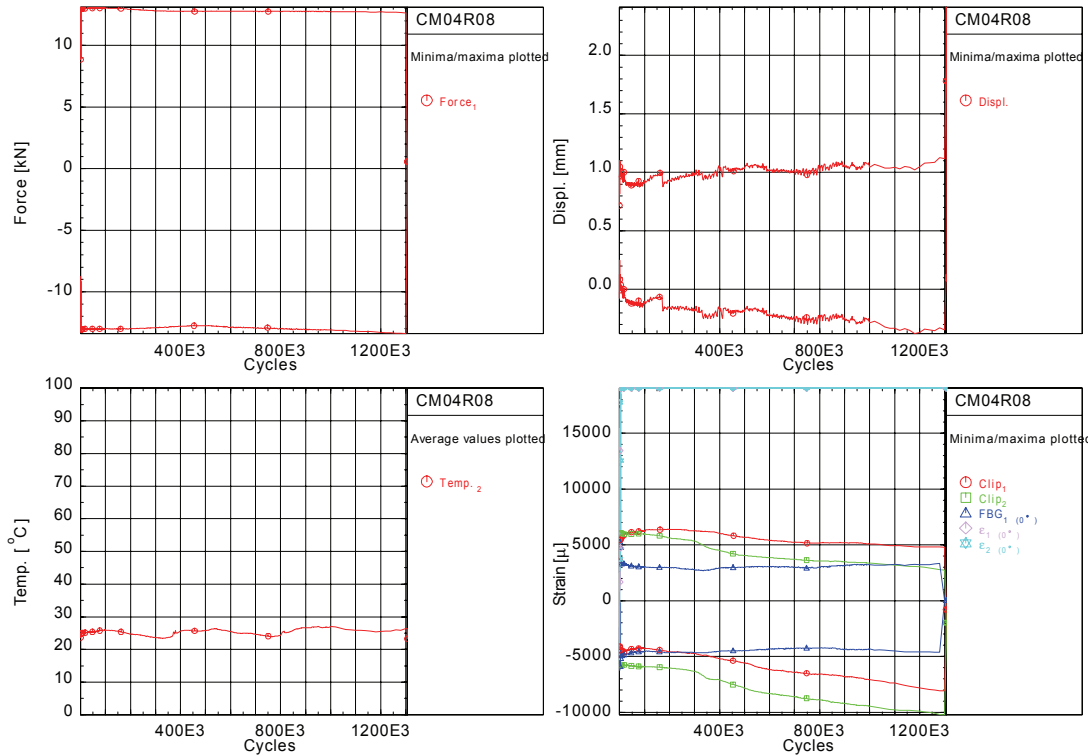 CM04R08
Minima/maxima plotted
Force₁
Force [kN]
10
5
0
−5
−10
400E3 800E3 1200E3
Cycles
CM04R08
Minima/maxima plotted
Displ.
Displ. [mm]
2.0
1.5
1.0
0.5
0.0
400E3 800E3 1200E3
Cycles
CM04R08
Average values plotted
Temp. ₂
Temp. [ °C]
100
90
80
70
60
50
40
30
20
10
0
400E3 800E3 1200E3
Cycles
CM04R08
Minima/maxima plotted
Clip₁
Clip₂
FBG₁ (0°)
ε₁ (0°)
ε₂ (0°)
Strain [µ]
15000
10000
5000
0
−5000
−10000
400E3 800E3 1200E3
Cycles